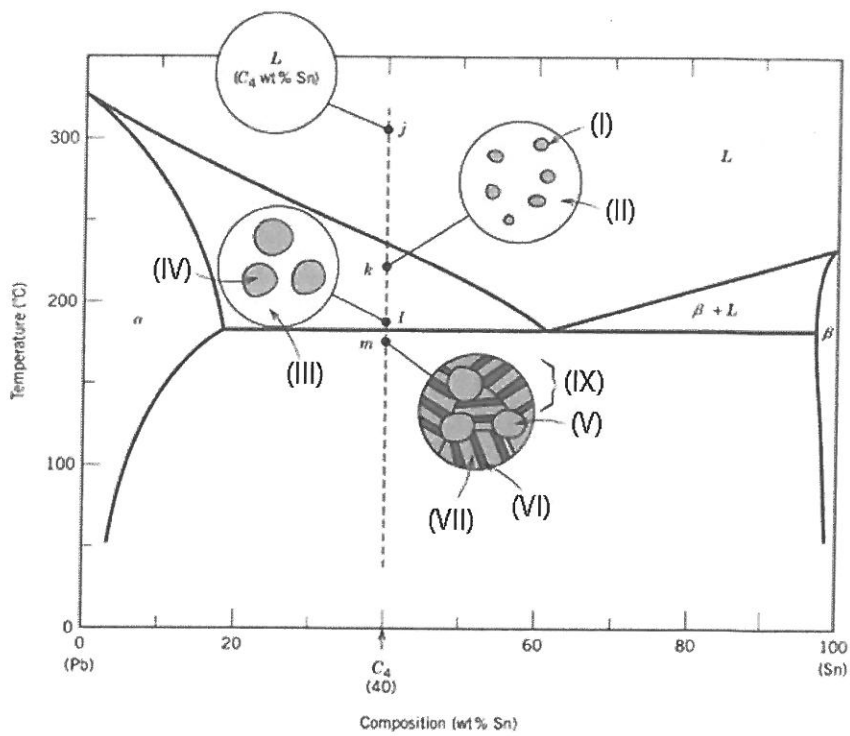 L
(C₄ wt % Sn)
j
300
(I)
L
(II)
k
(IV)
200
l
α
β + L
β
m
(III)
(IX)
(V)
100
(VII)
(VI)
Temperature (°C)
0
20
60
80
100
(Pb)
C₄
(Sn)
(40)
Composition (wt % Sn)